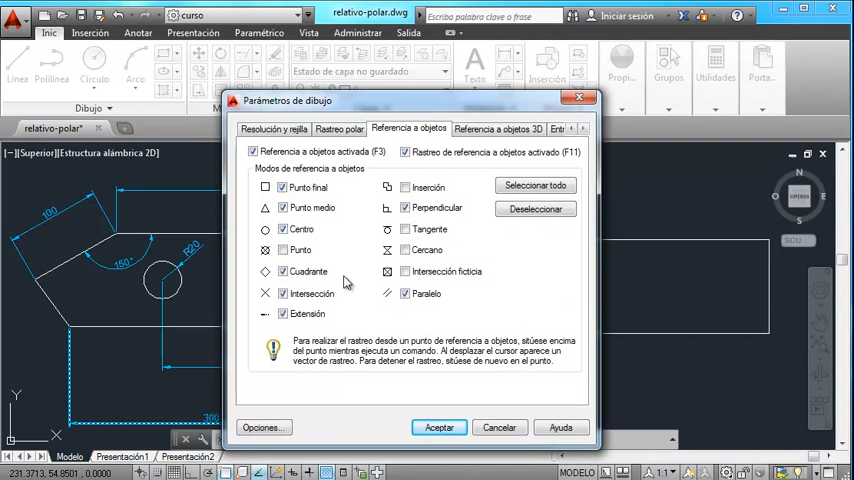 curso
relativo-polar.dwg
Escriba palabra clave o frase
Iniciar sesión
Inic
Inserción
Anotar
Presentación
Paramétrico
Vista
Administrar
Salida
Línea
Polilínea
Círculo
Arco
Estado de capa no guardado
Texto
Inserción
Propi...
Grupos
Utilidades
Porta...
Dibujo
relativo-polar*
Parámetros de dibujo
Resolución y rejilla
Rastreo polar
Referencia a objetos
Referencia a objetos 3D
Entr
Referencia a objetos activada (F3)
Rastreo de referencia a objetos activado (F11)
Modos de referencia a objetos
Punto final
Inserción
Seleccionar todo
Punto medio
Perpendicular
Deseleccionar
Centro
Tangente
Punto
Cercano
Cuadrante
Intersección ficticia
Intersección
Paralelo
Extensión
Para realizar el rastreo desde un punto de referencia a objetos, sitúese encima
del punto mientras ejecuta un comando. Al desplazar el cursor aparece un
vector de rastreo. Para detener el rastreo, sitúese de nuevo en el punto.
Opciones...
Aceptar
Cancelar
Ayuda
[−][Superior][Estructura alámbrica 2D]
100
150°
R20
300
Y
X
N
SUPERIOR
O
E
S
SCU
Modelo
Presentación1
Presentación2
231.3713, 54.8501, 0.0000
MODELO
1:1